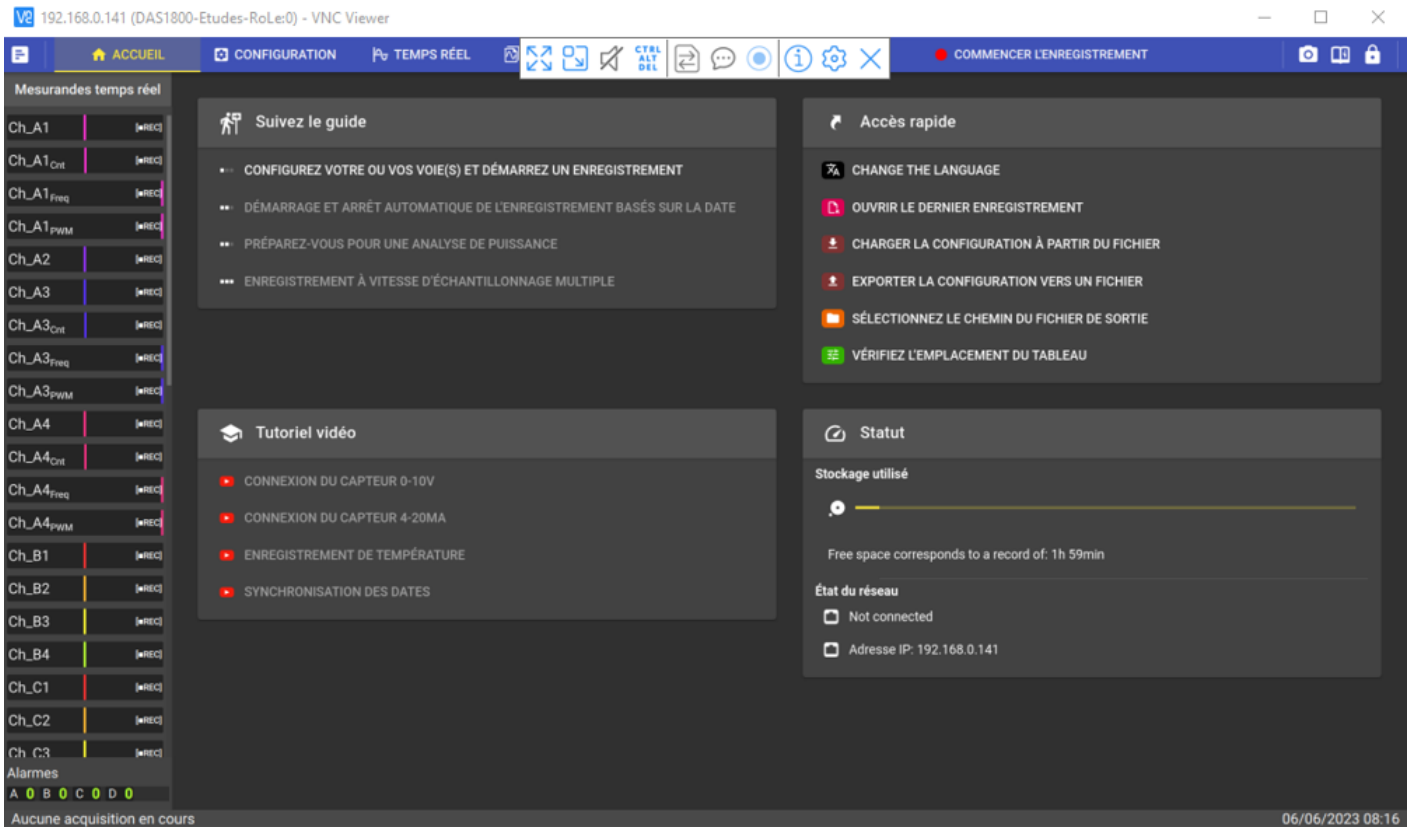 192.168.0.141 (DAS1800-Etudes-RoLe:0) - VNC Viewer
ACCUEIL CONFIGURATION TEMPS RÉEL CTRL ALT DEL COMMENCER L'ENREGISTREMENT
Mesurandes temps réel
Ch_A1 [●REC]
Ch_A1Cnt [●REC]
Ch_A1Freq [●REC]
Ch_A1PWM [●REC]
Ch_A2 [●REC]
Ch_A3 [●REC]
Ch_A3Cnt [●REC]
Ch_A3Freq [●REC]
Ch_A3PWM [●REC]
Ch_A4 [●REC]
Ch_A4Cnt [●REC]
Ch_A4Freq [●REC]
Ch_A4PWM [●REC]
Ch_B1 [●REC]
Ch_B2 [●REC]
Ch_B3 [●REC]
Ch_B4 [●REC]
Ch_C1 [●REC]
Ch_C2 [●REC]
Ch_C3 [●REC]
Alarmes
A 0 B 0 C 0 D 0
Suivez le guide
CONFIGUREZ VOTRE OU VOS VOIE(S) ET DÉMARREZ UN ENREGISTREMENT
DÉMARRAGE ET ARRÊT AUTOMATIQUE DE L'ENREGISTREMENT BASÉS SUR LA DATE
PRÉPAREZ-VOUS POUR UNE ANALYSE DE PUISSANCE
ENREGISTREMENT À VITESSE D'ÉCHANTILLONNAGE MULTIPLE
Accès rapide
CHANGE THE LANGUAGE
OUVRIR LE DERNIER ENREGISTREMENT
CHARGER LA CONFIGURATION À PARTIR DU FICHIER
EXPORTER LA CONFIGURATION VERS UN FICHIER
SÉLECTIONNEZ LE CHEMIN DU FICHIER DE SORTIE
VÉRIFIEZ L'EMPLACEMENT DU TABLEAU
Tutoriel vidéo
CONNEXION DU CAPTEUR 0-10V
CONNEXION DU CAPTEUR 4-20MA
ENREGISTREMENT DE TEMPÉRATURE
SYNCHRONISATION DES DATES
Statut
Stockage utilisé
Free space corresponds to a record of: 1h 59min
État du réseau
Not connected
Adresse IP: 192.168.0.141
Aucune acquisition en cours 06/06/2023 08:16